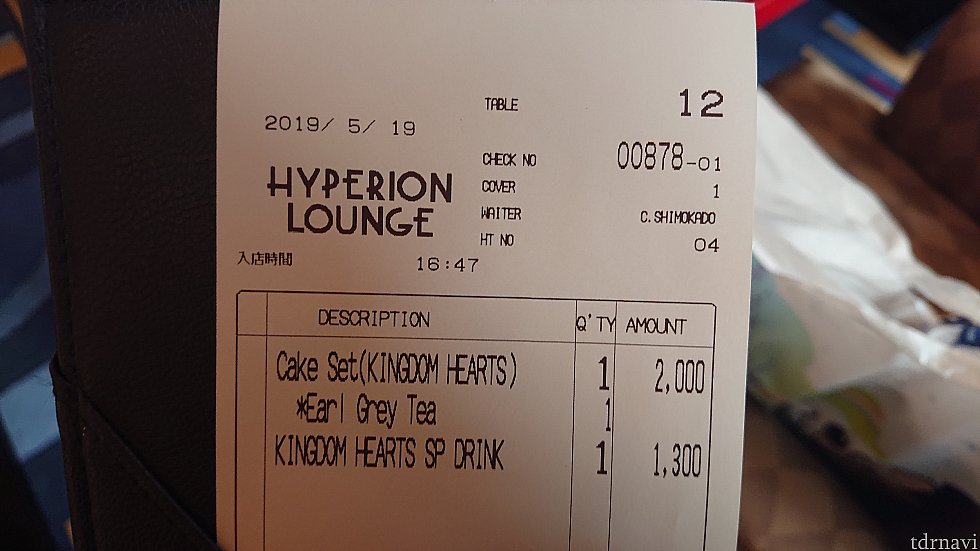 TABLE 12
2019/ 5/ 19
CHECK NO 00878-01
HYPERION
LOUNGE
COVER 1
WAITER C.SHIMOKADO
HT NO 04
入店時間 16:47
DESCRIPTION Q'TY AMOUNT
Cake Set(KINGDOM HEARTS) 1 2,000
*Earl Grey Tea 1
KINGDOM HEARTS SP DRINK 1 1,300
tdrnavi